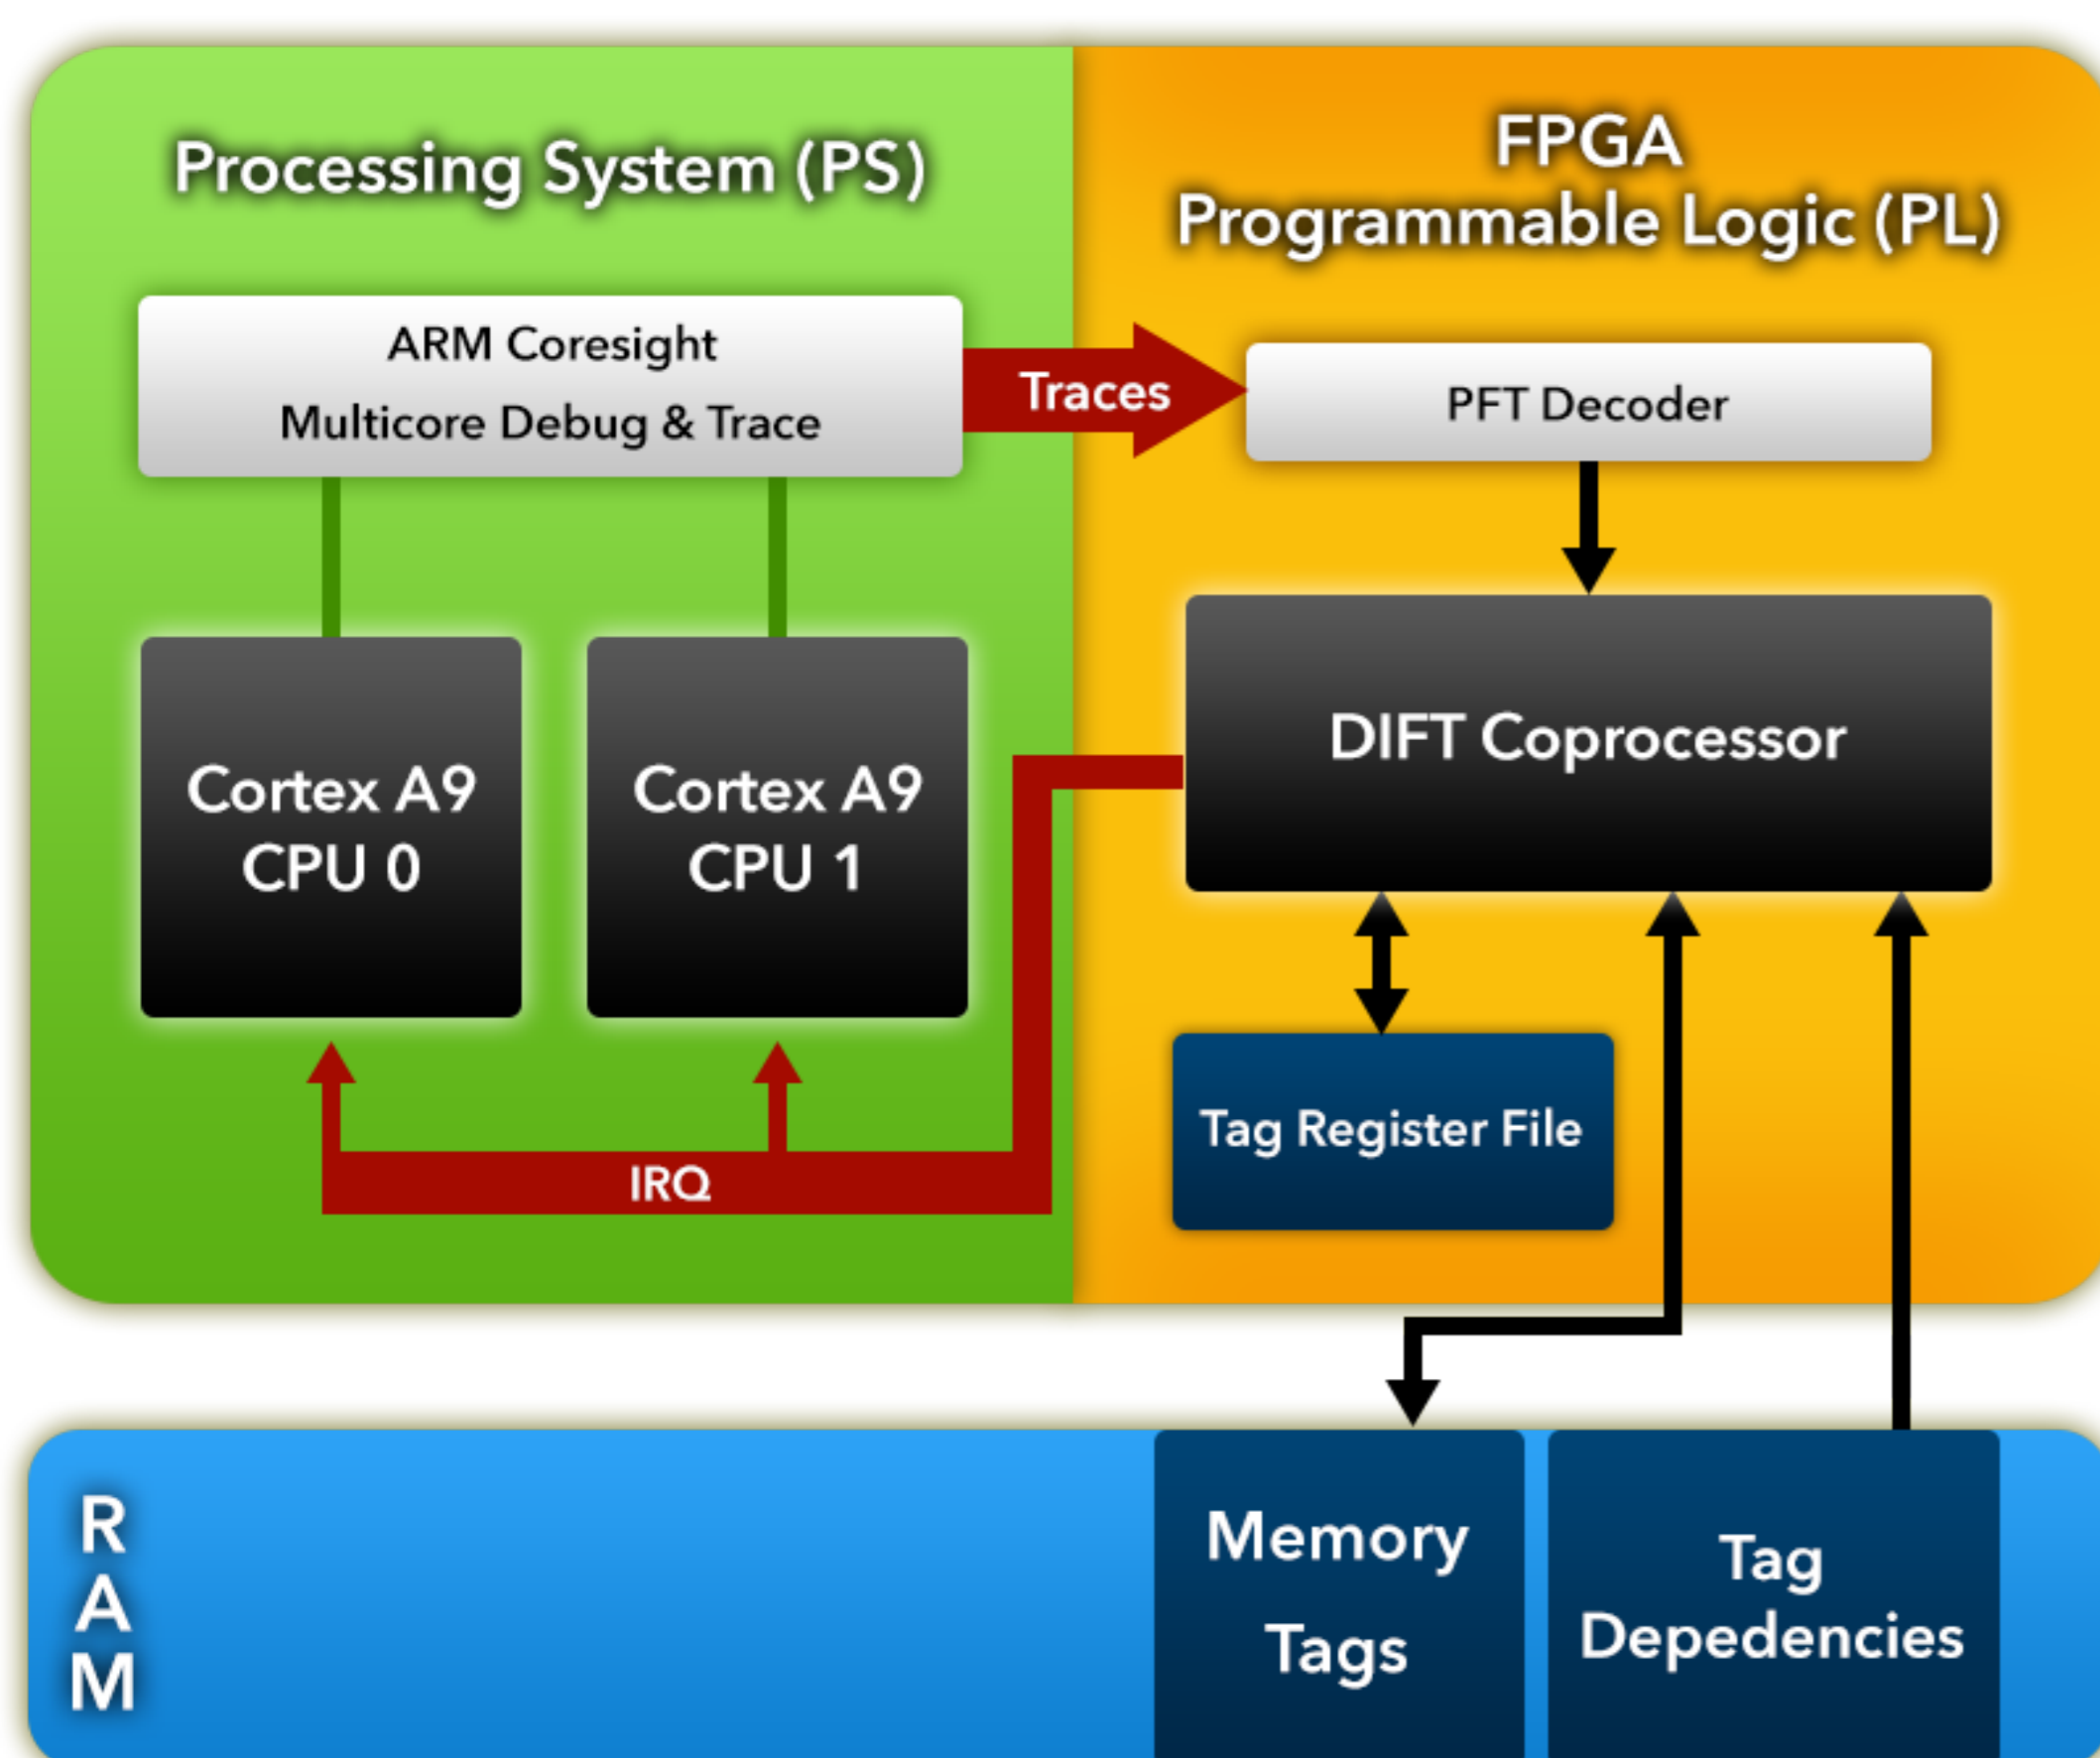 Processing System (PS)
FPGA
Programmable Logic (PL)
ARM Coresight
Multicore Debug & Trace
Traces
PFT Decoder
Cortex A9
CPU 0
Cortex A9
CPU 1
DIFT Coprocessor
Tag Register File
IRQ
R
A
M
Memory
Tags
Tag
Depedencies